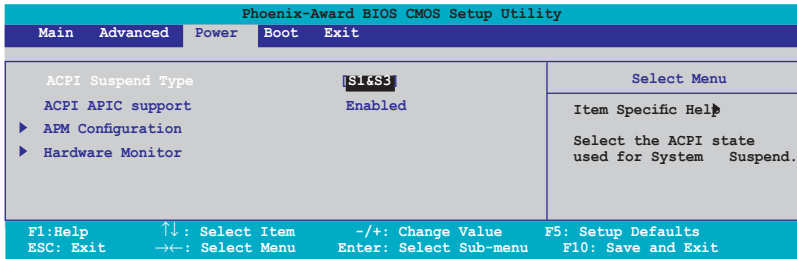 Phoenix-Award BIOS CMOS Setup Utility
Main Advanced Power Boot Exit
ACPI Suspend Type [S1&S3]
Select Menu
ACPI APIC support Enabled
Item Specific Help
APM Configuration
Hardware Monitor
Select the ACPI state
used for System Suspend.
F1:Help ↑↓: Select Item -/+: Change Value F5: Setup Defaults
ESC: Exit →←: Select Menu Enter: Select Sub-menu F10: Save and Exit